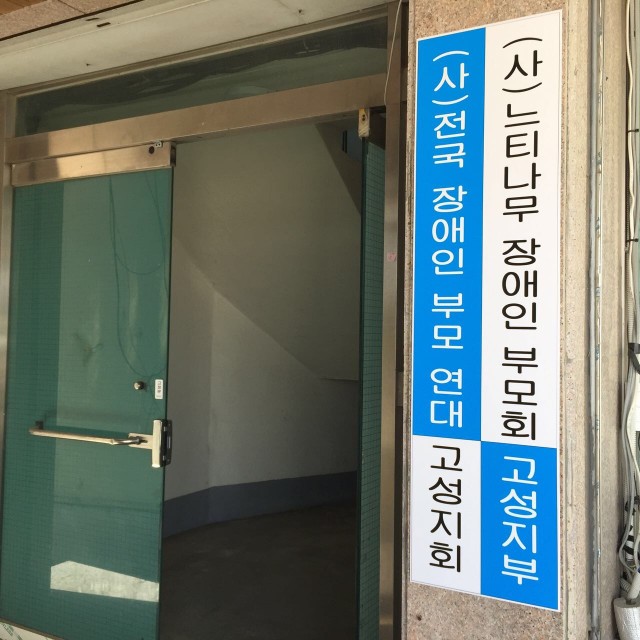 (사)느티나무 장애인 부모회 고성지부
(사)전국 장애인 부모 연대 고성지회